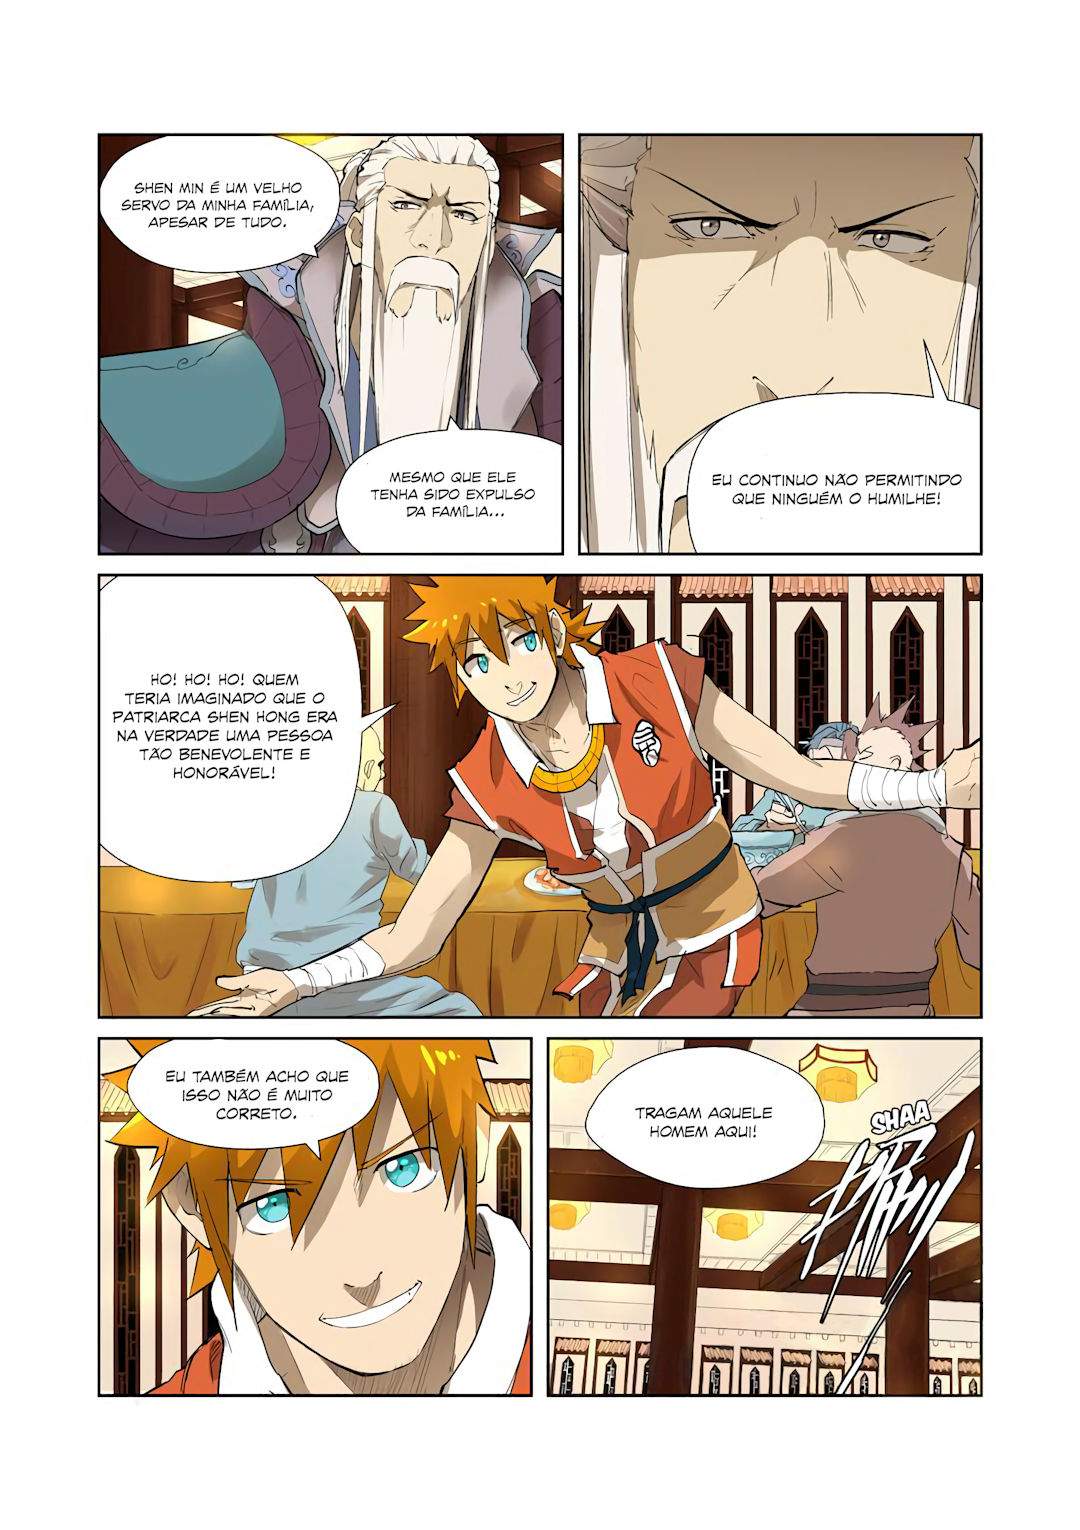 SHEN MIN É UM VELHO
SERVO DA MINHA FAMÍLIA,
APESAR DE TUDO.
MESMO QUE ELE
TENHA SIDO EXPULSO
DA FAMÍLIA...
EU CONTINUO NÃO PERMITINDO
QUE NINGUÉM O HUMILHE!
HO! HO! HO! QUEM
TERIA IMAGINADO QUE O
PATRIARCA SHEN HONG ERA
NA VERDADE UMA PESSOA
TÃO BENEVOLENTE E
HONORÁVEL!
EU TAMBÉM ACHO QUE
ISSO NÃO É MUITO
CORRETO.
TRAGAM AQUELE
HOMEM AQUI!
SHAA